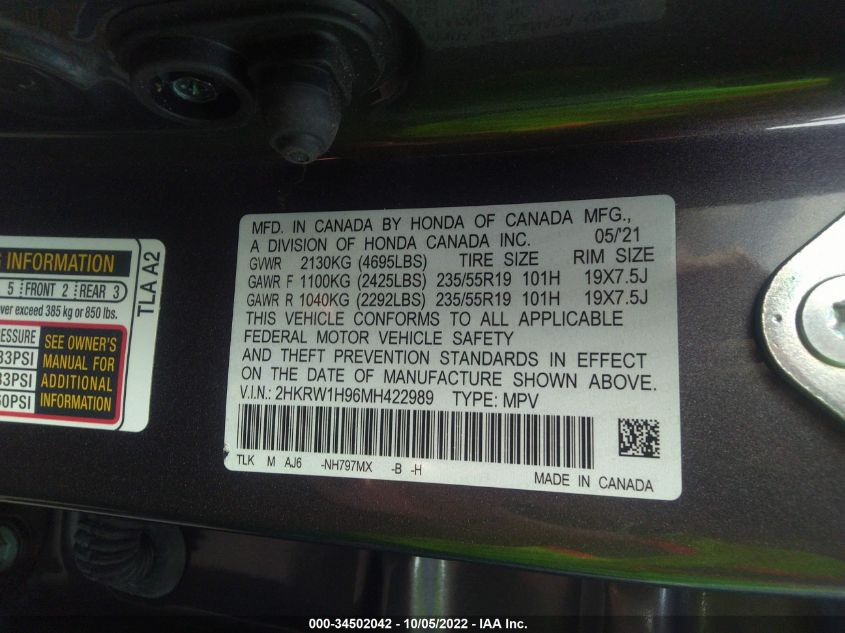 MFD. IN CANADA BY HONDA OF CANADA MFG.,
A DIVISION OF HONDA CANADA INC. 05/'21
GVWR 2130KG (4695LBS) TIRE SIZE RIM SIZE
GAWR F 1100KG (2425LBS) 235/55R19 101H 19X7.5J
GAWR R 1040KG (2292LBS) 235/55R19 101H 19X7.5J
THIS VEHICLE CONFORMS TO ALL APPLICABLE
FEDERAL MOTOR VEHICLE SAFETY
AND THEFT PREVENTION STANDARDS IN EFFECT
ON THE DATE OF MANUFACTURE SHOWN ABOVE.
V.I.N.: 2HKRW1H96MH422989 TYPE: MPV
TLK M AJ6 -NH797MX -B -H
MADE IN CANADA
INFORMATION
5 FRONT 2 REAR 3
exceed 385 kg or 850 lbs.
TLA A2
33PSI
33PSI
60PSI
SEE OWNER'S
MANUAL FOR
ADDITIONAL
INFORMATION
000-34502042 - 10/05/2022 - IAA Inc.